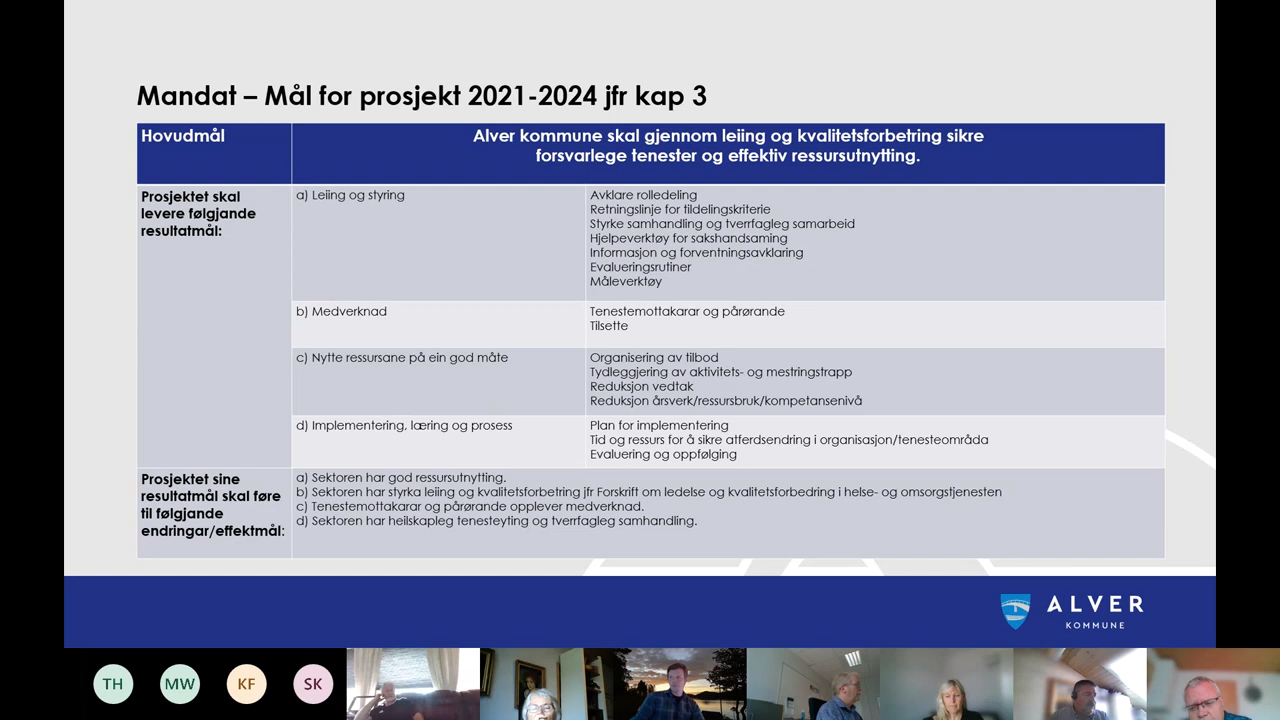 Mandat – Mål for prosjekt 2021-2024 jfr kap 3
Hovudmål
Alver kommune skal gjennom leiing og kvalitetsforbetring sikre
forsvarlege tenester og effektiv ressursutnytting.
Prosjektet skal
levere følgjande
resultatmål:
a) Leiing og styring
Avklare rolledeling
Retningslinje for tildelingskriterie
Styrke samhandling og tverrfagleg samarbeid
Hjelpeverktøy for sakshandsaming
Informasjon og forventningsavklaring
Evalueringsrutiner
Måleverktøy
b) Medverknad
Tenestemottakarar og pårørande
Tilsette
c) Nytte ressursane på ein god måte
Organisering av tilbod
Tydleggjering av aktivitets- og mestringstrapp
Reduksjon vedtak
Reduksjon årsverk/ressursbruk/kompetansenivå
d) Implementering, læring og prosess
Plan for implementering
Tid og ressurs for å sikre atferdsendring i organisasjon/tenesteområda
Evaluering og oppfølging
Prosjektet sine
resultatmål skal føre
til følgjande
endringar/effektmål:
a) Sektoren har god ressursutnytting.
b) Sektoren har styrka leiing og kvalitetsforbetring jfr Forskrift om ledelse og kvalitetsforbedring i helse- og omsorgstjenesten
c) Tenestemottakarar og pårørande opplever medverknad.
d) Sektoren har heilskapleg tenesteyting og tverrfagleg samhandling.
ALVER
KOMMUNE
TH
MW
KF
SK